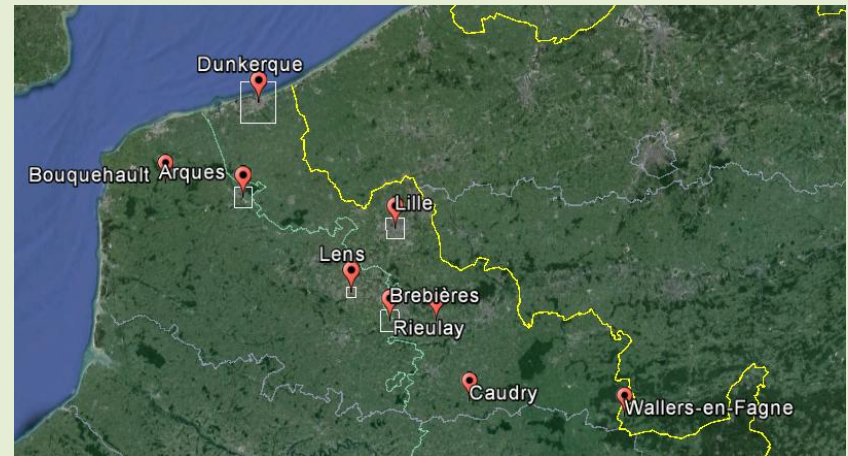 Dunkerque
Bouquehault Arques
Lille
Lens
Brebières
Rieulay
Caudry
Wallers-en-Fagne